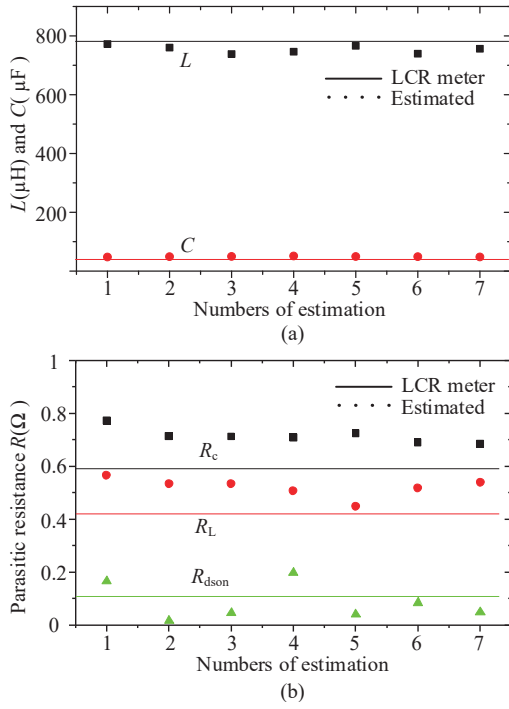 800
600
400
200
L(μH) and C( μF )
L
LCR meter
Estimated
C
1 2 3 4 5 6 7
Numbers of estimation
(a)
1
0.8
0.6
0.4
0.2
0
Parasitic resistance R(Ω
LCR meter
Estimated
Rc
RL
Rdson
1 2 3 4 5 6 7
Numbers of estimation
(b)